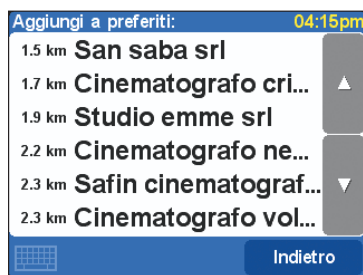 Aggiungi a preferiti: 04:15pm
1.5 km San saba srl
1.7 km Cinematografo cri...
1.9 km Studio emme srl
2.2 km Cinematografo ne...
2.3 km Safin cinematograf...
2.3 km Cinematografo vol...
Indietro